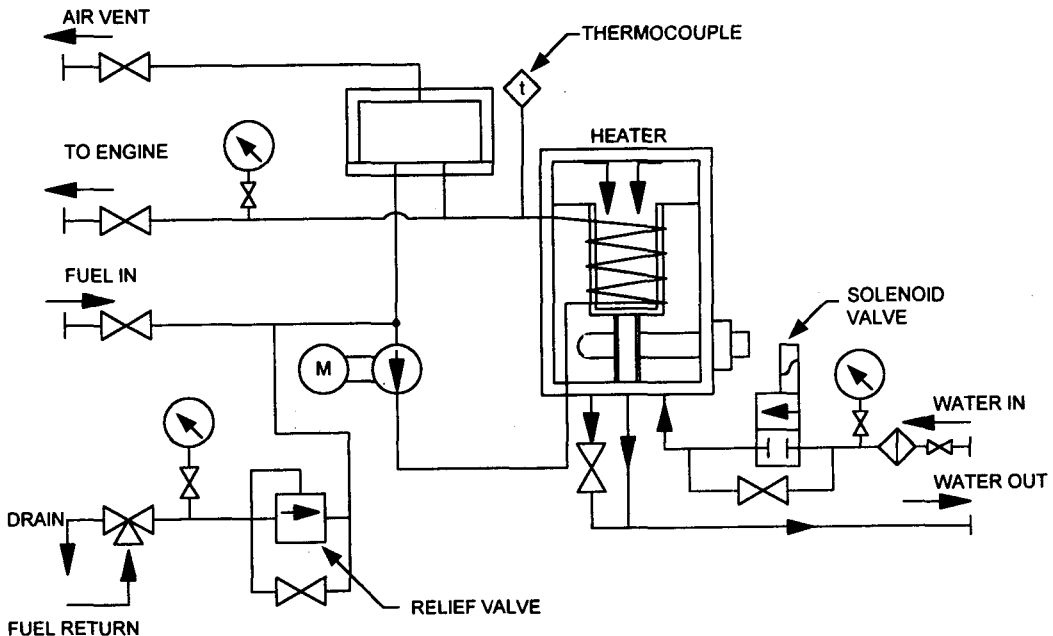 AIR VENT
THERMOCOUPLE
t
HEATER
TO ENGINE
FUEL IN
SOLENOID
VALVE
M
WATER IN
WATER OUT
DRAIN
RELIEF VALVE
FUEL RETURN